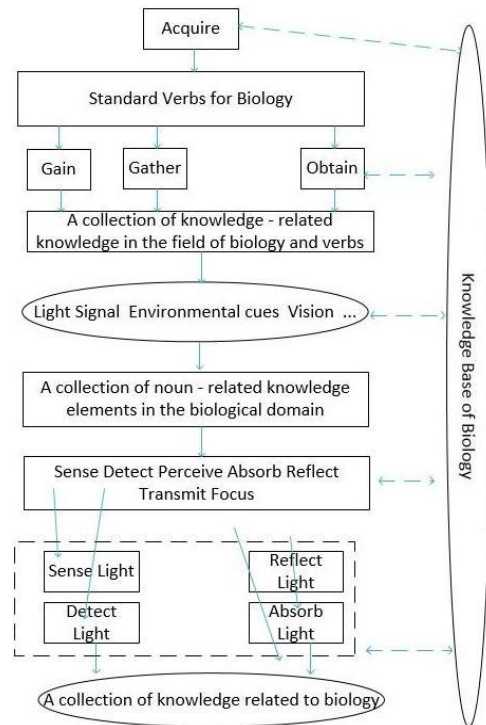 Acquire
Standard Verbs for Biology
Gain
Gather
Obtain
A collection of knowledge - related
knowledge in the field of biology and verbs
Light Signal Environmental cues Vision ...
A collection of noun - related knowledge
elements in the biological domain
Sense Detect Perceive Absorb Reflect
Transmit Focus
Sense Light
Reflect
Light
Detect
Light
Absorb
Light
A collection of knowledge related to biology
Knowledge Base of Biology